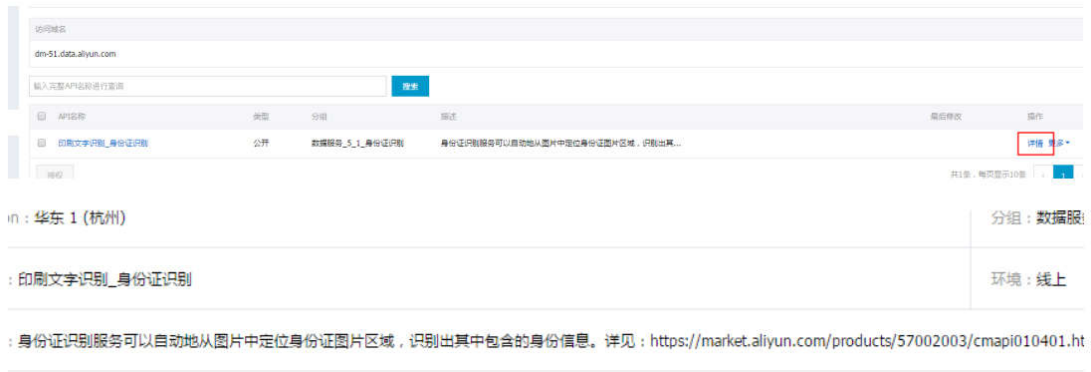 访问域名
dm-51.data.aliyun.com
输入完整API名称进行查询 搜索
API名称 类型 分组 描述 最后修改 操作
印刷文字识别_身份证识别 公开 数据服务_5_1_身份证识别 身份证识别服务可以自动地从图片中定位身份证图片区域，识别出其... 详情 更多
授权 共1条，每页显示10条 ‹ 1
on：华东 1 (杭州) 分组：数据服
：印刷文字识别_身份证识别 环境：线上
：身份证识别服务可以自动地从图片中定位身份证图片区域，识别出其中包含的身份信息。详见：https://market.aliyun.com/products/57002003/cmapi010401.ht